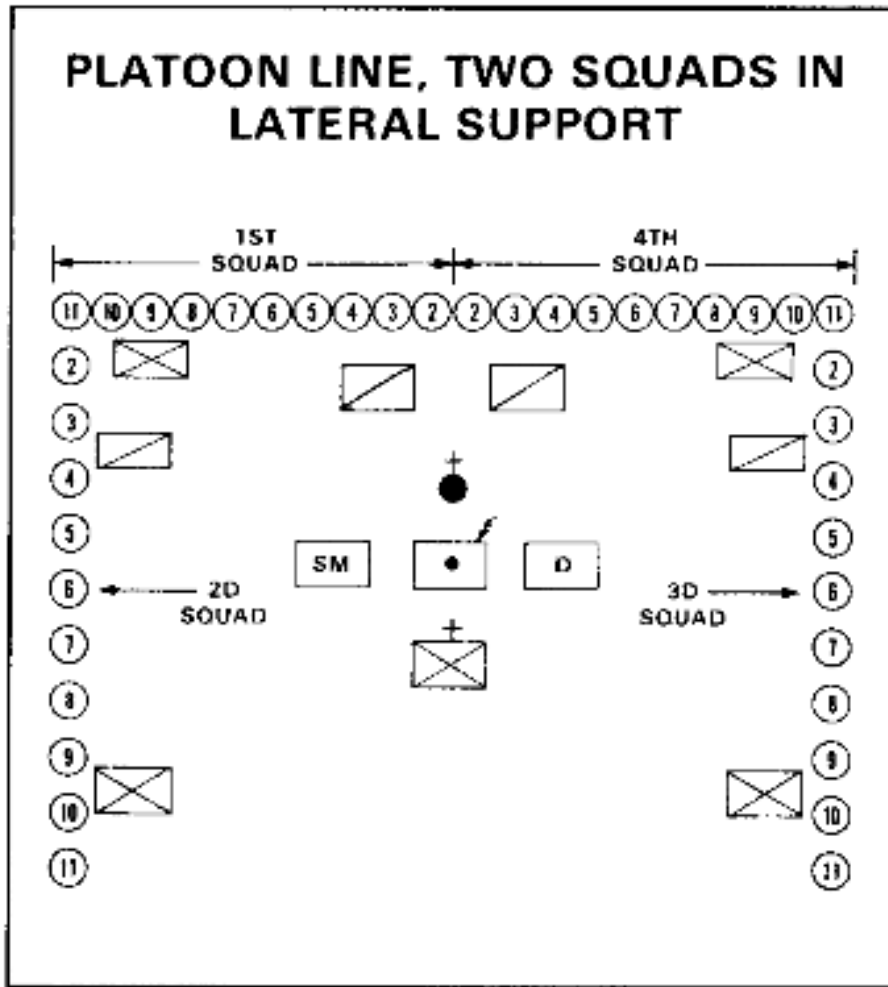 PLATOON LINE, TWO SQUADS IN
LATERAL SUPPORT
1ST
SQUAD
4TH
SQUAD
11 10 9 8 7 6 5 4 3 2 2 3 4 5 6 7 8 9 10 11
2 2
3 3
4 4
5 5
SM D
6 2D 3D 6
SQUAD SQUAD
7 7
8 8
9 9
10 10
11